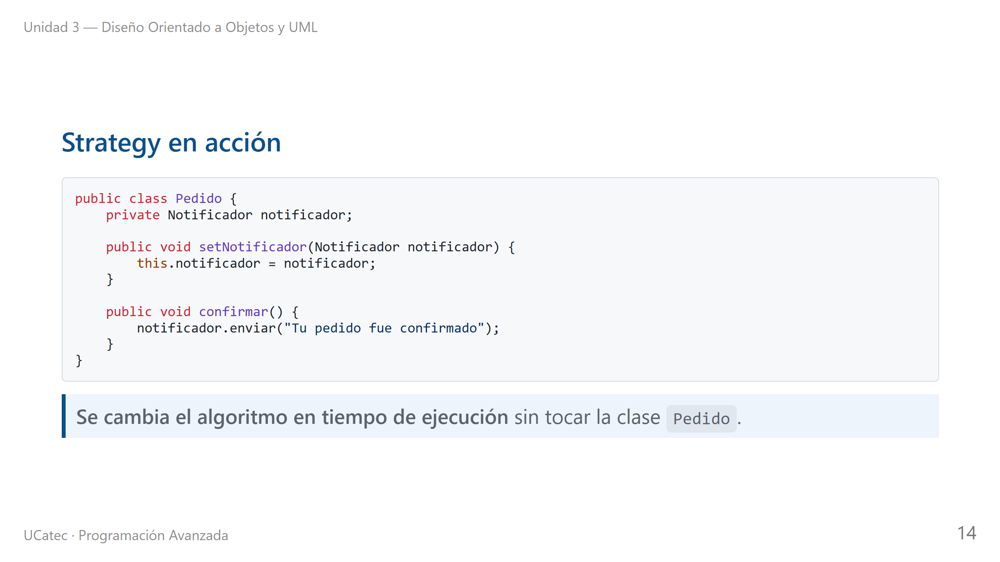 Unidad 3 — Diseño Orientado a Objetos y UML
Strategy en acción
public class Pedido {
    private Notificador notificador;

    public void setNotificador(Notificador notificador) {
        this.notificador = notificador;
    }

    public void confirmar() {
        notificador.enviar("Tu pedido fue confirmado");
    }
}
Se cambia el algoritmo en tiempo de ejecución sin tocar la clase Pedido.
UCatec · Programación Avanzada
14